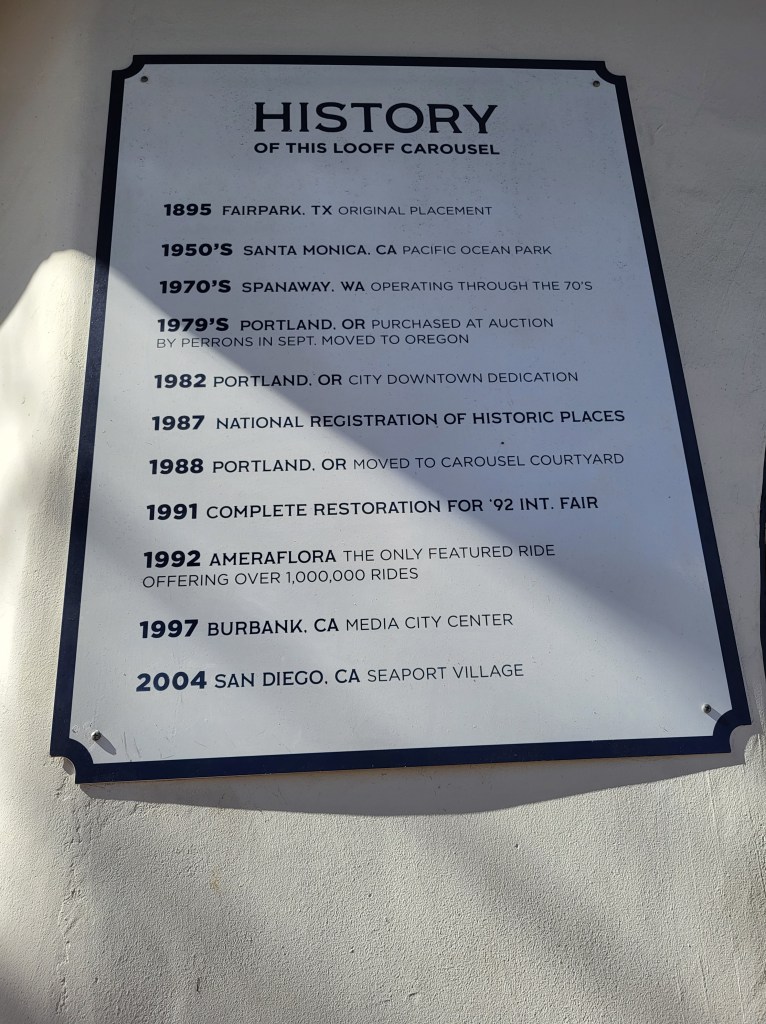 HISTORY
OF THIS LOOFF CAROUSEL
1895 FAIRPARK, TX ORIGINAL PLACEMENT
1950'S SANTA MONICA, CA PACIFIC OCEAN PARK
1970'S SPANAWAY, WA OPERATING THROUGH THE 70'S
1979'S PORTLAND, OR PURCHASED AT AUCTION
BY PERRONS IN SEPT. MOVED TO OREGON
1982 PORTLAND, OR CITY DOWNTOWN DEDICATION
1987 NATIONAL REGISTRATION OF HISTORIC PLACES
1988 PORTLAND, OR MOVED TO CAROUSEL COURTYARD
1991 COMPLETE RESTORATION FOR '92 INT. FAIR
1992 AMERAFLORA THE ONLY FEATURED RIDE
OFFERING OVER 1,000,000 RIDES
1997 BURBANK, CA MEDIA CITY CENTER
2004 SAN DIEGO, CA SEAPORT VILLAGE